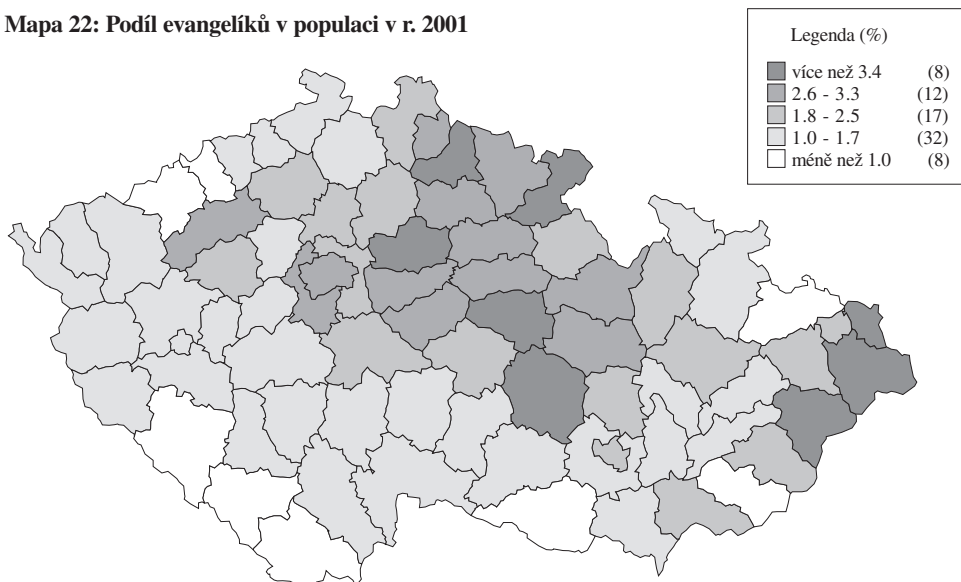 Mapa 22: Podíl evangelíků v populaci v r. 2001
Legenda (%)
více než 3.4 (8)
2.6 - 3.3 (12)
1.8 - 2.5 (17)
1.0 - 1.7 (32)
méně než 1.0 (8)